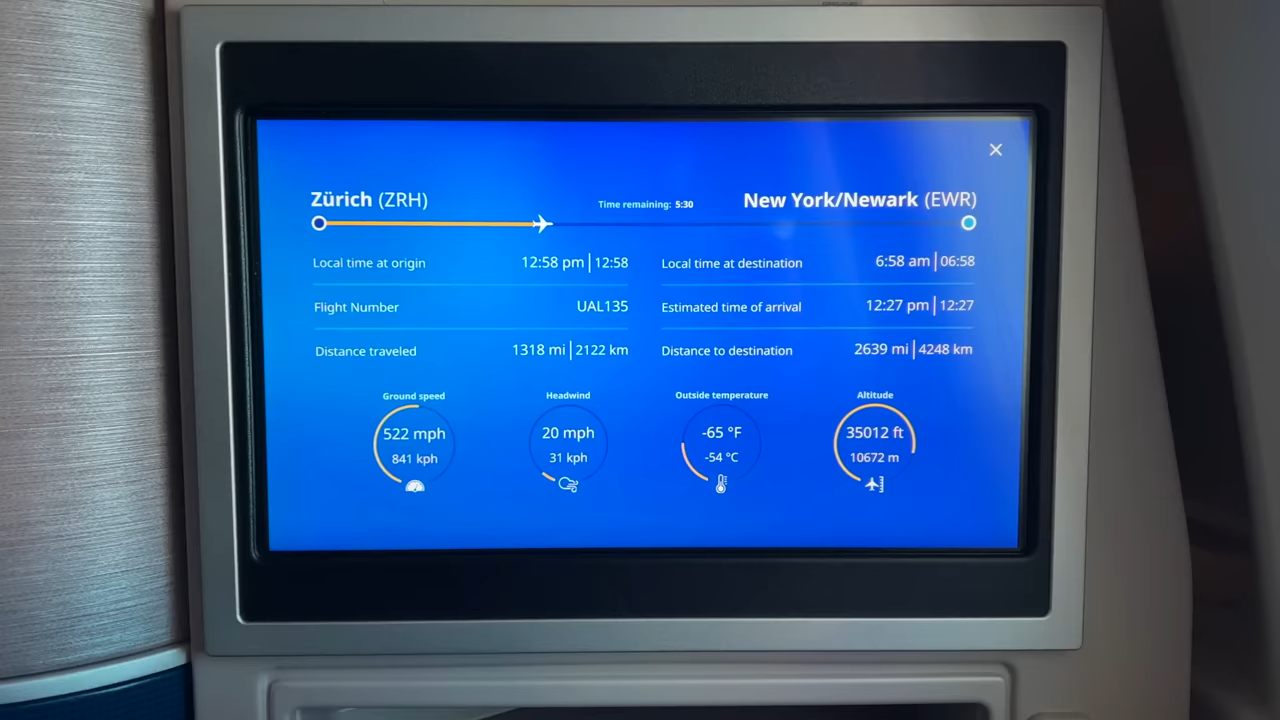 Zürich (ZRH) Time remaining: 5:30 New York/Newark (EWR)
Local time at origin 12:58 pm | 12:58 Local time at destination 6:58 am | 06:58
Flight Number UAL135 Estimated time of arrival 12:27 pm | 12:27
Distance traveled 1318 mi | 2122 km Distance to destination 2639 mi | 4248 km
Ground speed Headwind Outside temperature Altitude
522 mph 20 mph -65 °F 35012 ft
841 kph 31 kph -54 °C 10672 m